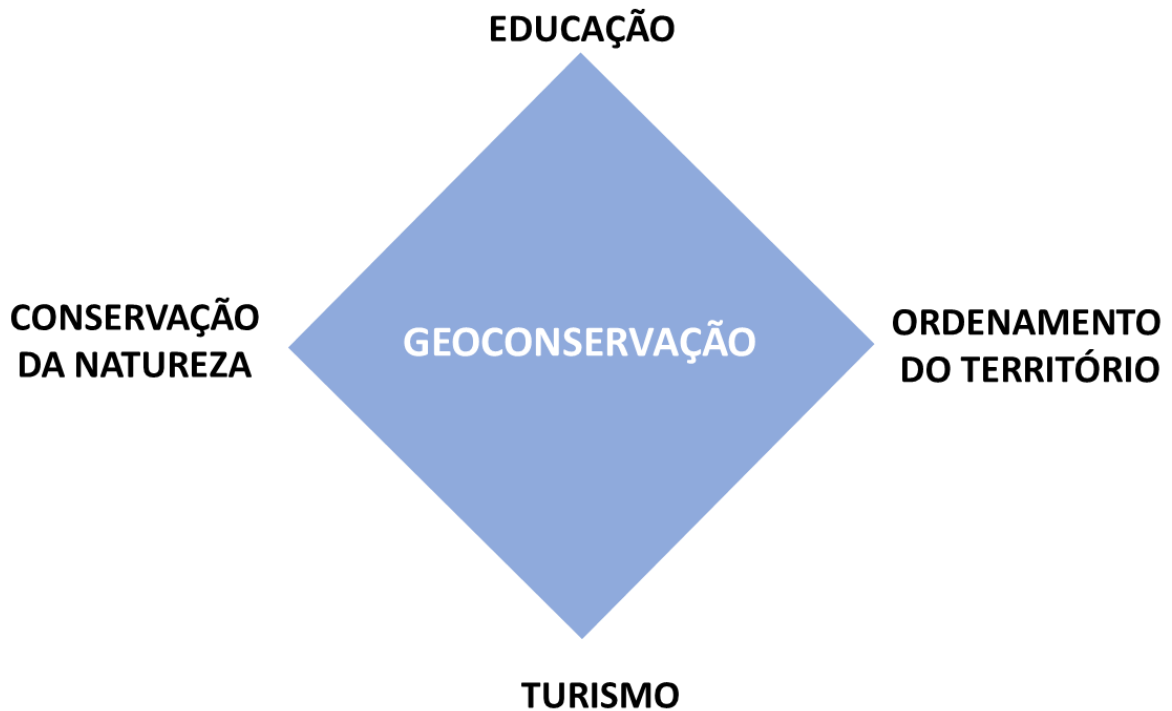 EDUCAÇÃO
CONSERVAÇÃO
DA NATUREZA
GEOCONSERVAÇÃO
ORDENAMENTO
DO TERRITÓRIO
TURISMO